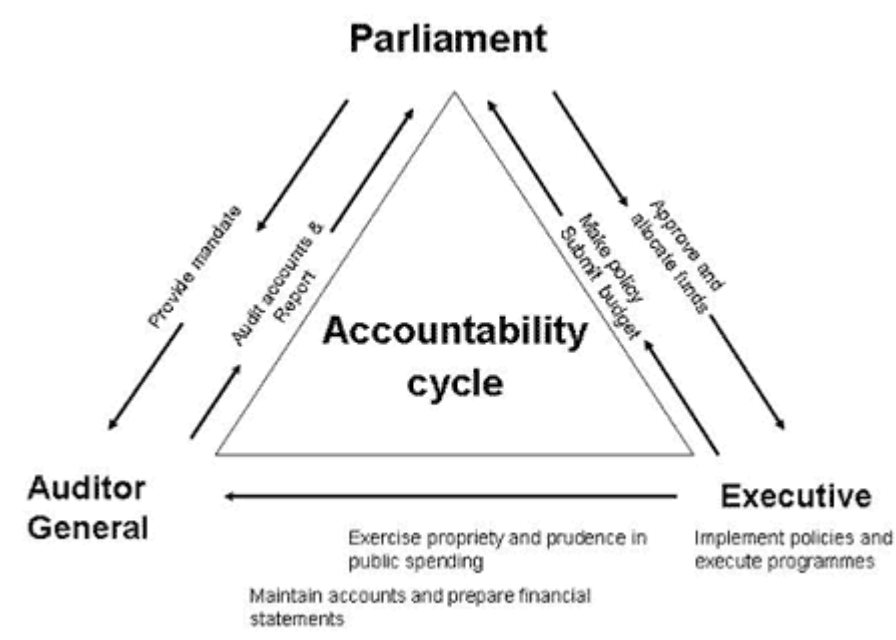 Parliament
Provide mandate
Audit accounts &
Report
Make policy
Submit budget
Approve and
allocate funds
Accountability
cycle
Auditor
General
Executive
Exercise propriety and prudence in
public spending
Implement policies and
execute programmes
Maintain accounts and prepare financial
statements